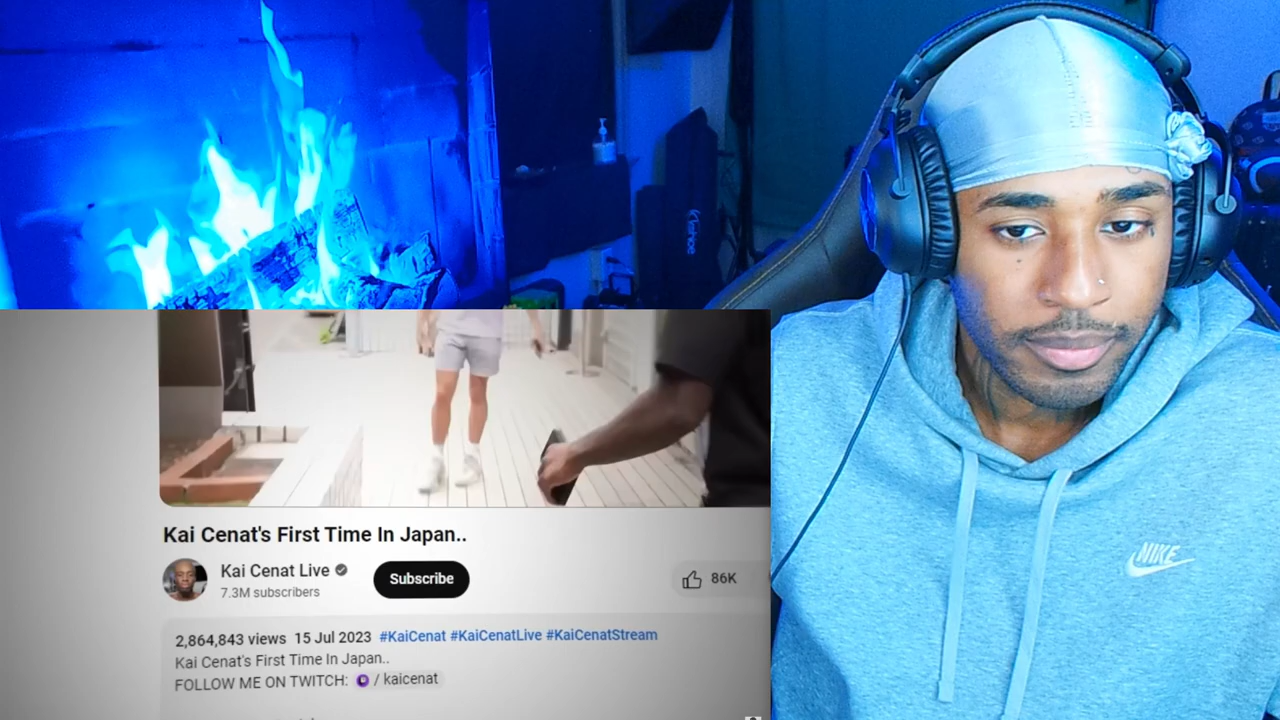 Kai Cenat's First Time In Japan..
Kai Cenat Live
7.3M subscribers
Subscribe
86K
2,864,843 views 15 Jul 2023 #KaiCenat #KaiCenatLive #KaiCenatStream
Kai Cenat's First Time In Japan..
FOLLOW ME ON TWITCH: / kaicenat
NIKE